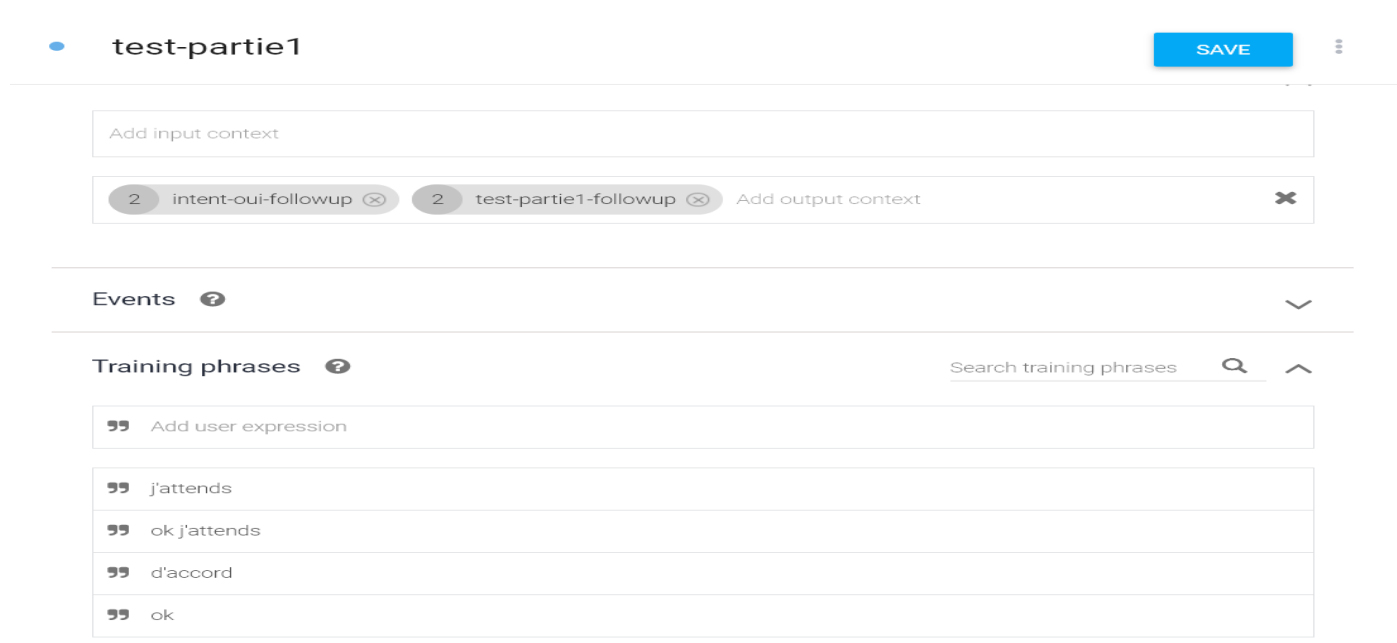 test-partie1 SAVE
Add input context
2 intent-oui-followup 2 test-partie1-followup Add output context
Events ?
Training phrases ? Search training phrases
Add user expression
j'attends
ok j'attends
d'accord
ok